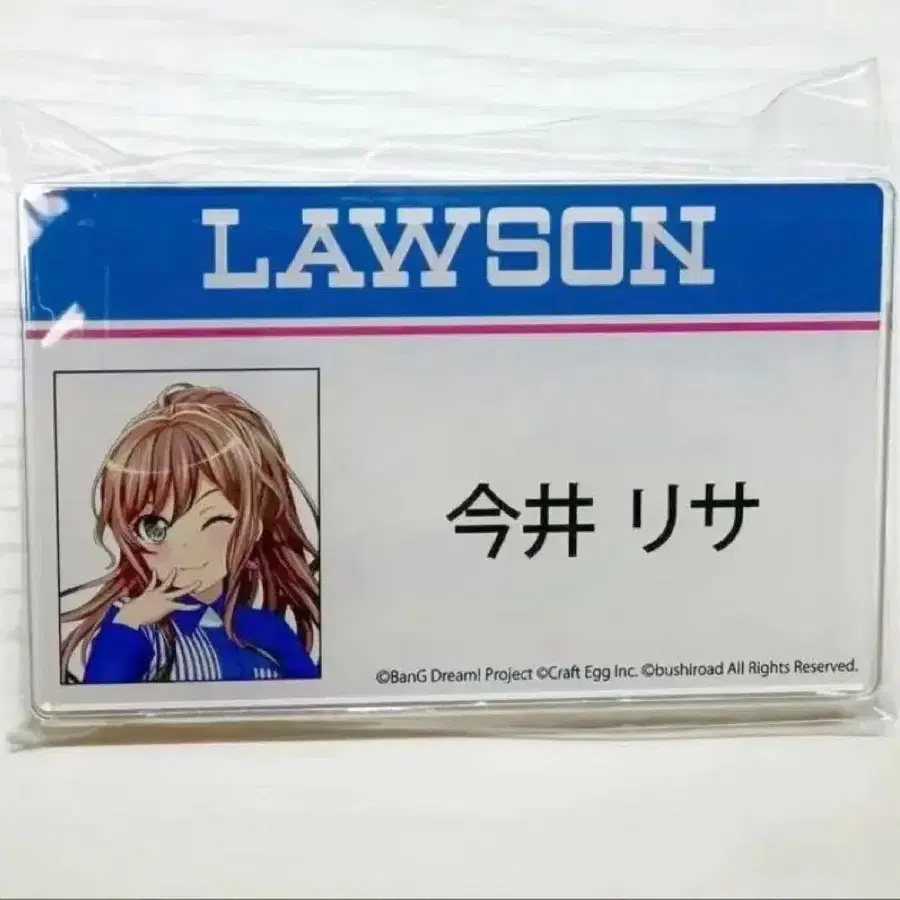 LAWSON
今井 リサ
©BanG Dream! Project ©Craft Egg Inc. ©bushiroad All Rights Reserved.